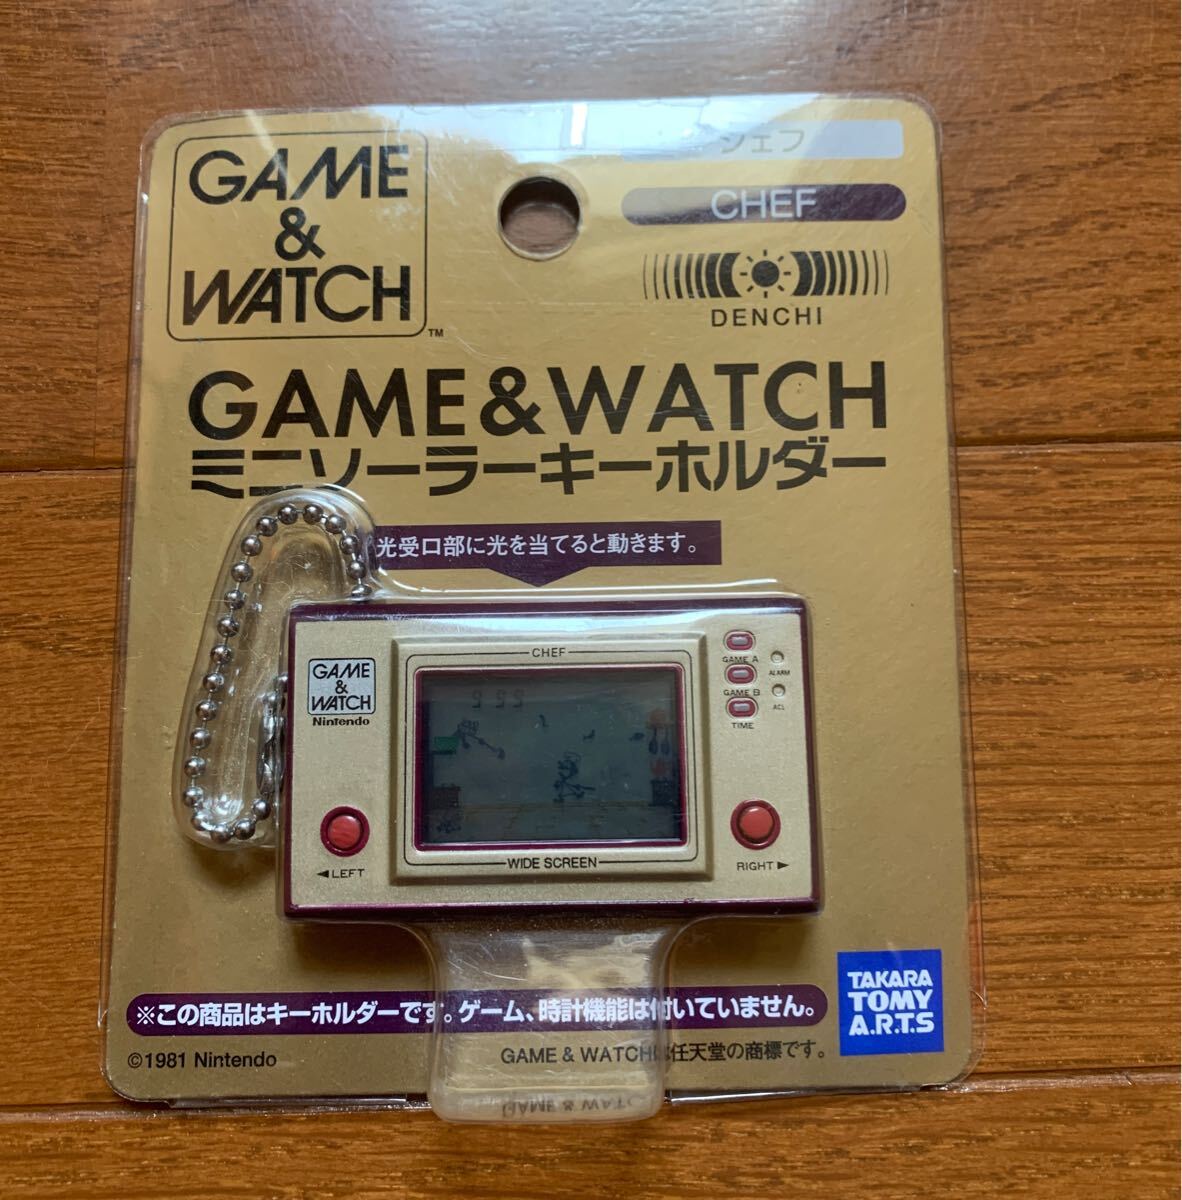 GAME
&
WATCH
™
シェフ
CHEF
DENCHI
GAME&WATCH
ミニソーラーキーホルダー
光受口部に光を当てると動きます。
GAME
&
WATCH
Nintendo
CHEF
WIDE SCREEN
GAME A
ALARM
GAME B
ACL
TIME
◄LEFT
RIGHT►
※この商品はキーホルダーです。ゲーム、時計機能は付いていません。
©1981 Nintendo
GAME & WATCHは任天堂の商標です。
TAKARA
TOMY
A.R.T.S
GAME & WATC